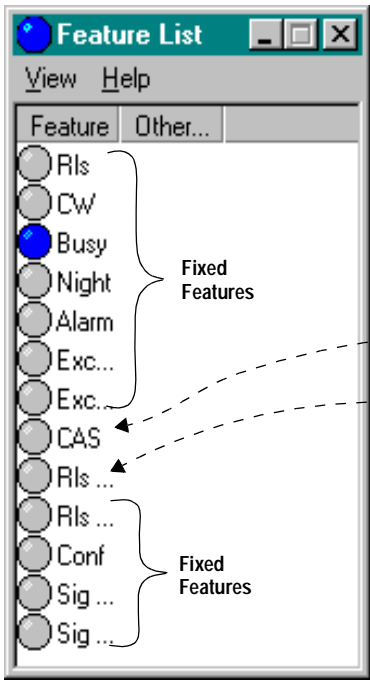 Feature List
View Help
Feature Other...
Rls
CW
Busy
Night
Alarm
Exc...
Exc...
CAS
Rls ...
Rls ...
Conf
Sig ...
Sig ...
Fixed
Features
Fixed
Features